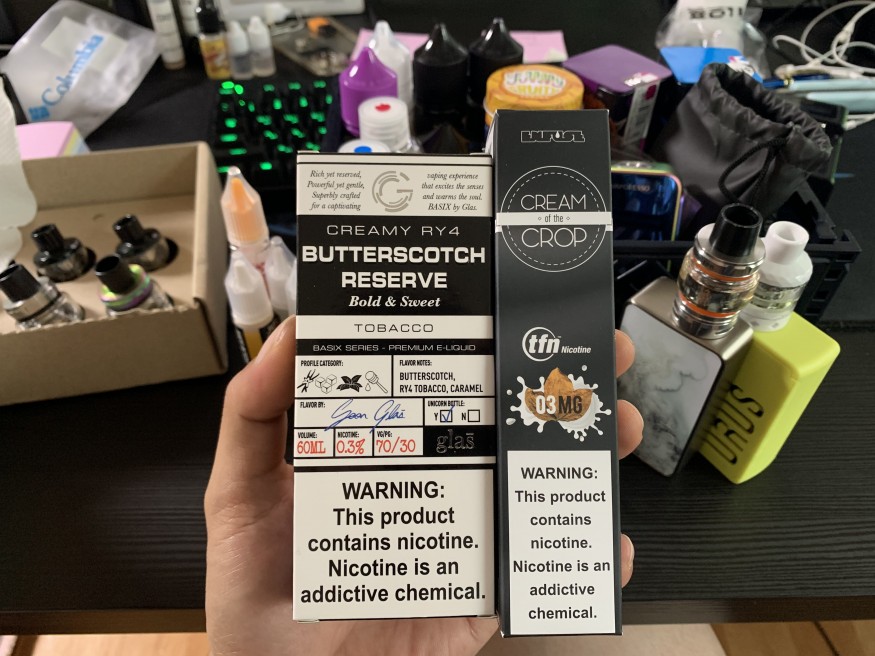 Columbia
Rich yet reserved,
Powerful yet gentle,
Superbly crafted
for a captivating
vaping experience
that excites the senses
and warms the soul.
BASIX by Glas.
CREAMY RY4
BUTTERSCOTCH
RESERVE
Bold & Sweet
TOBACCO
BASIX SERIES - PREMIUM E-LIQUID
PROFILE CATEGORY:
FLAVOR NOTES:
BUTTERSCOTCH,
RY4 TOBACCO, CARAMEL
FLAVOR BY:
Sean Glas
UNICORN BOTTLE:
Y N
VOLUME:
60ML
NICOTINE:
0.3%
VG/PG:
70/30
glas
WARNING:
This product
contains nicotine.
Nicotine is an
addictive chemical.
CREAM
of the
CROP
tfn Nicotine
03MG
WARNING:
This product
contains
nicotine.
Nicotine is an
addictive
chemical.